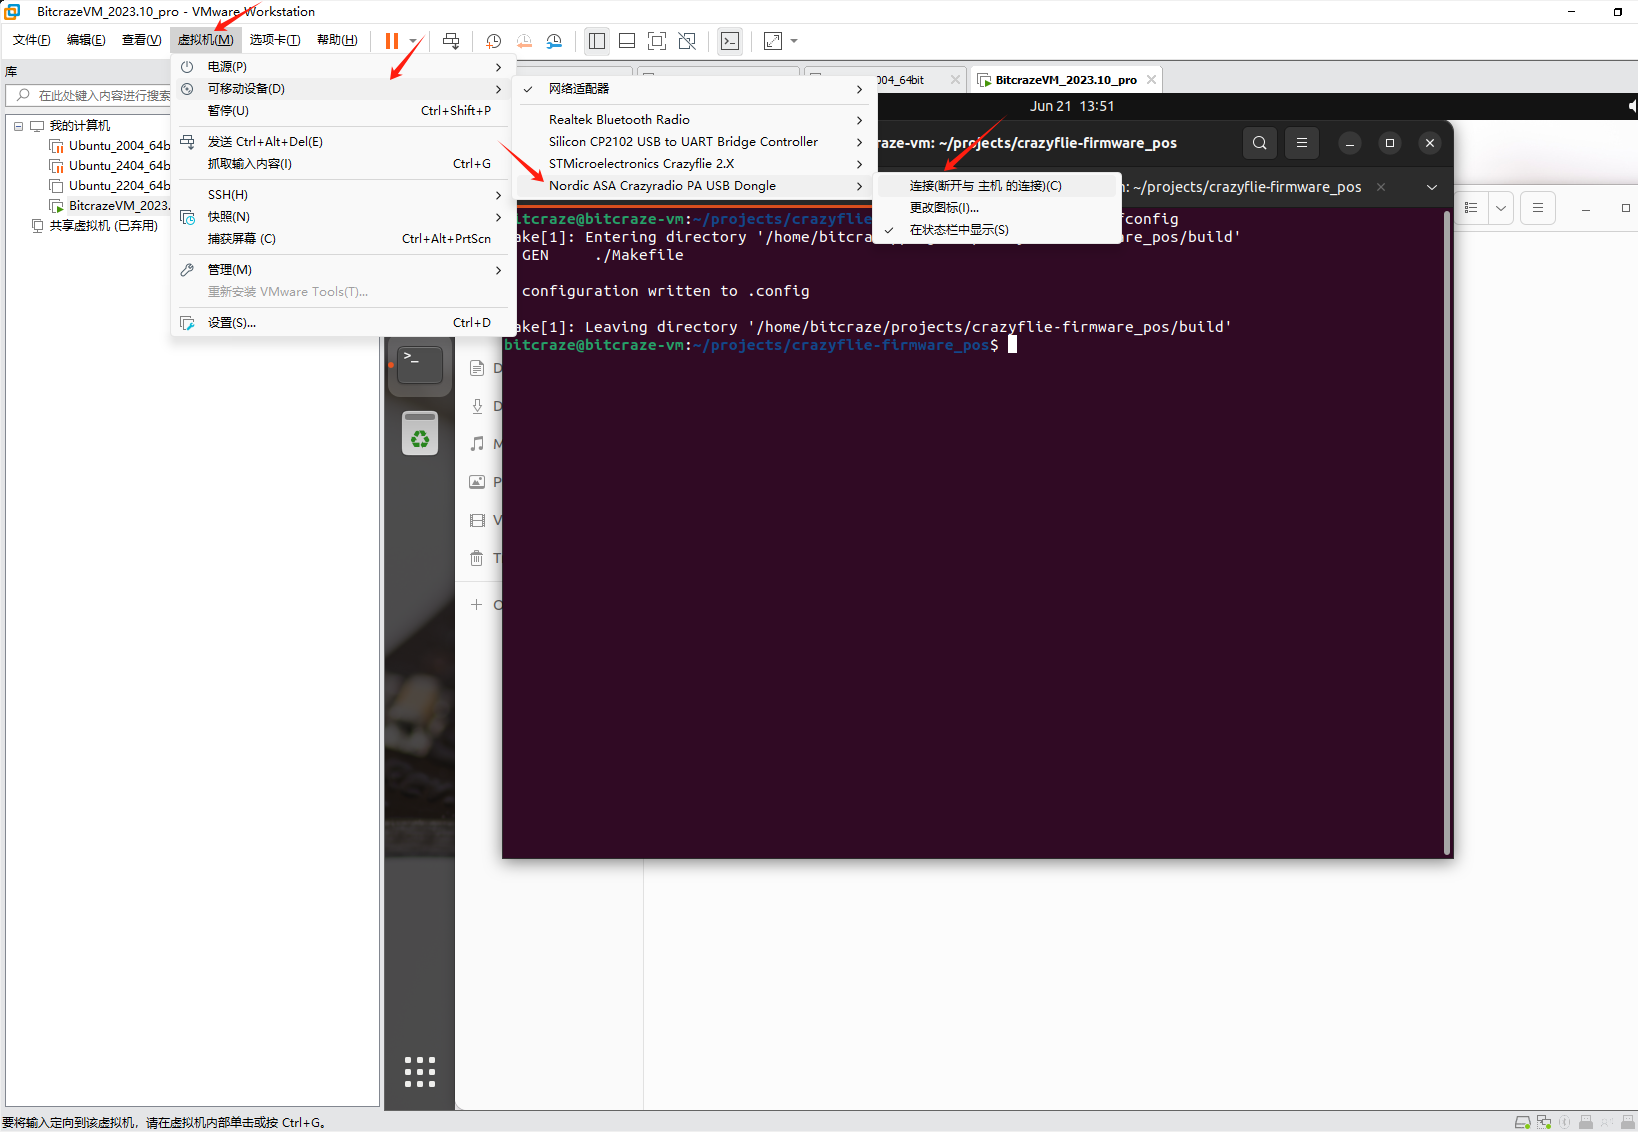 BitcrazeVM_2023.10_pro - VMware Workstation
文件(F) 编辑(E) 查看(V) 虚拟机(M) 选项卡(T) 帮助(H)
库
在此处键入内容进行搜索
我的计算机
Ubuntu_2004_64b
Ubuntu_2404_64b
Ubuntu_2204_64b
BitcrazeVM_2023.
共享虚拟机 (已弃用)
电源(P)
可移动设备(D)
暂停(U) Ctrl+Shift+P
发送 Ctrl+Alt+Del(E)
抓取输入内容(I) Ctrl+G
SSH(H)
快照(N)
捕获屏幕 (C) Ctrl+Alt+PrtScn
管理(M)
重新安装 VMware Tools(T)...
设置(S)... Ctrl+D
网络适配器
Realtek Bluetooth Radio
Silicon CP2102 USB to UART Bridge Controller
STMicroelectronics Crazyflie 2.X
Nordic ASA Crazyradio PA USB Dongle
连接(断开与 主机 的连接)(C)
更改图标(I)...
在状态栏中显示(S)
004_64bit
BitcrazeVM_2023.10_pro
Jun 21 13:51
raze-vm: ~/projects/crazyflie-firmware_pos
n: ~/projects/crazyflie-firmware_pos
itcraze@bitcraze-vm:~/projects/crazyflie fconfig
ake[1]: Entering directory '/home/bitcra re_pos/build'
GEN ./Makefile
configuration written to .config
ake[1]: Leaving directory '/home/bitcraze/projects/crazyflie-firmware_pos/build'
bitcraze@bitcraze-vm:~/projects/crazyflie-firmware_pos$
D
D
M
P
V
T
要将输入定向到该虚拟机，请在虚拟机内部单击或按 Ctrl+G。